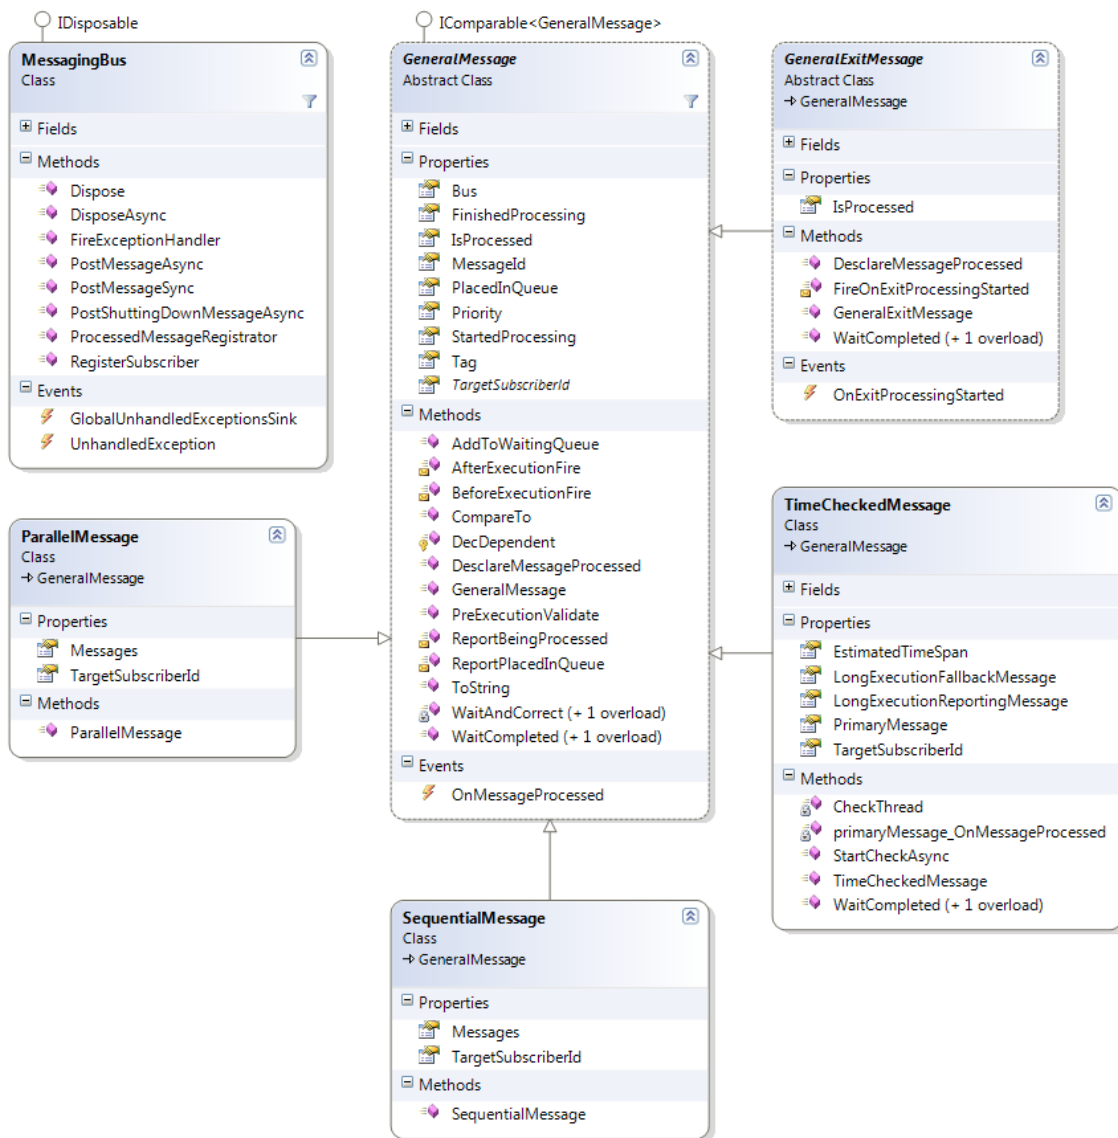 IDisposable
MessagingBus
Class
Fields
Methods
Dispose
DisposeAsync
FireExceptionHandler
PostMessageAsync
PostMessageSync
PostShuttingDownMessageAsync
ProcessedMessageRegistrator
RegisterSubscriber
Events
GlobalUnhandledExceptionsSink
UnhandledException
IComparable<GeneralMessage>
GeneralMessage
Abstract Class
Fields
Properties
Bus
FinishedProcessing
IsProcessed
MessageId
PlacedInQueue
Priority
StartedProcessing
Tag
TargetSubscriberId
Methods
AddToWaitingQueue
AfterExecutionFire
BeforeExecutionFire
CompareTo
DecDependent
DesclareMessageProcessed
GeneralMessage
PreExecutionValidate
ReportBeingProcessed
ReportPlacedInQueue
ToString
WaitAndCorrect (+ 1 overload)
WaitCompleted (+ 1 overload)
Events
OnMessageProcessed
GeneralExitMessage
Abstract Class
GeneralMessage
Fields
Properties
IsProcessed
Methods
DesclareMessageProcessed
FireOnExitProcessingStarted
GeneralExitMessage
WaitCompleted (+ 1 overload)
Events
OnExitProcessingStarted
ParallelMessage
Class
GeneralMessage
Properties
Messages
TargetSubscriberId
Methods
ParallelMessage
TimeCheckedMessage
Class
GeneralMessage
Fields
Properties
EstimatedTimeSpan
LongExecutionFallbackMessage
LongExecutionReportingMessage
PrimaryMessage
TargetSubscriberId
Methods
CheckThread
primaryMessage_OnMessageProcessed
StartCheckAsync
TimeCheckedMessage
WaitCompleted (+ 1 overload)
SequentialMessage
Class
GeneralMessage
Properties
Messages
TargetSubscriberId
Methods
SequentialMessage